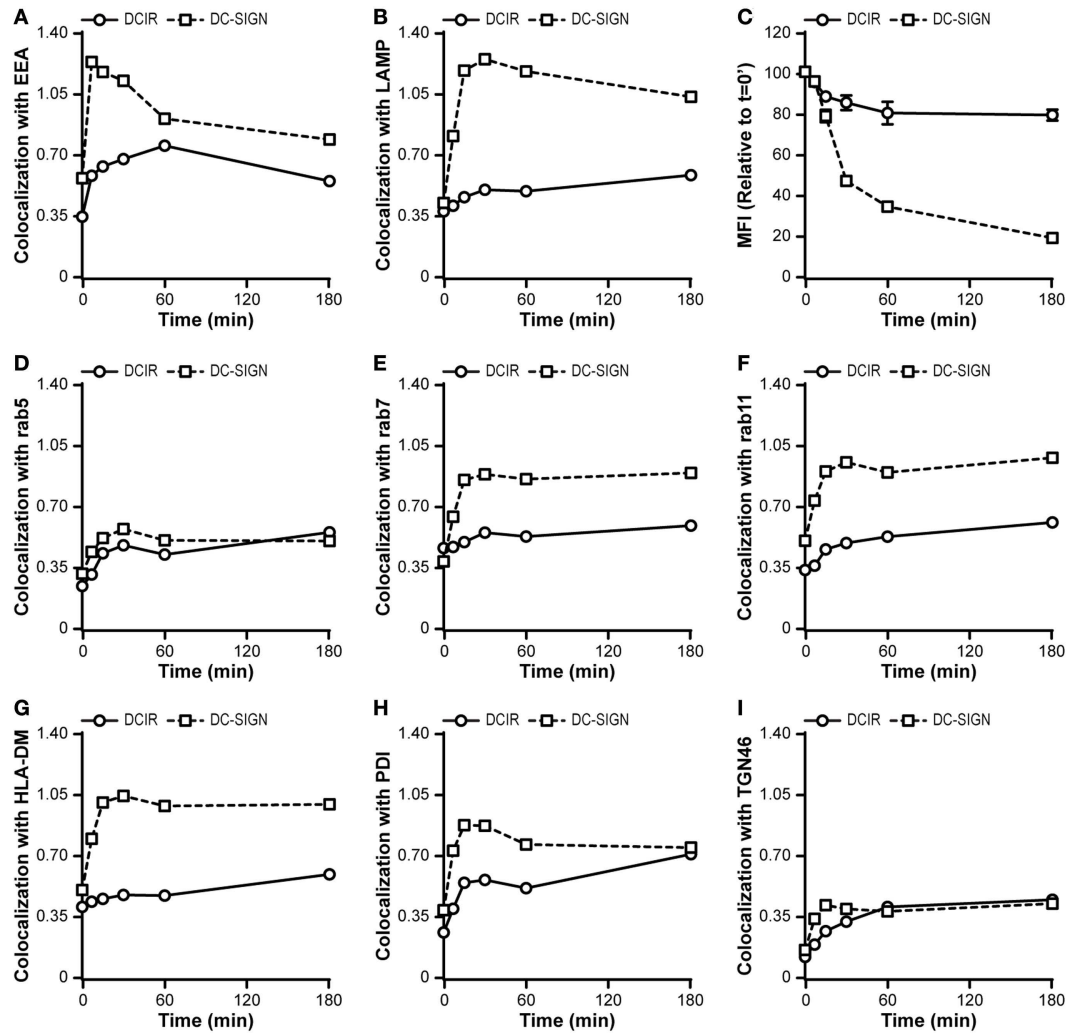 A
DCIR DC-SIGN
Colocalization with EEA
1.40
1.05
0.70
0.35
0
0 60 120 180
Time (min)
B
DCIR DC-SIGN
Colocalization with LAMP
1.40
1.05
0.70
0.35
0
0 60 120 180
Time (min)
C
DCIR DC-SIGN
MFI (Relative to t=0')
120
100
80
60
40
20
0
0 60 120 180
Time (min)
D
DCIR DC-SIGN
Colocalization with rab5
1.40
1.05
0.70
0.35
0
0 60 120 180
Time (min)
E
DCIR DC-SIGN
Colocalization with rab7
1.40
1.05
0.70
0.35
0
0 60 120 180
Time (min)
F
DCIR DC-SIGN
Colocalization with rab11
1.40
1.05
0.70
0.35
0
0 60 120 180
Time (min)
G
DCIR DC-SIGN
Colocalization with HLA-DM
1.40
1.05
0.70
0.35
0
0 60 120 180
Time (min)
H
DCIR DC-SIGN
Colocalization with PDI
1.40
1.05
0.70
0.35
0
0 60 120 180
Time (min)
I
DCIR DC-SIGN
Colocalization with TGN46
1.40
1.05
0.70
0.35
0
0 60 120 180
Time (min)